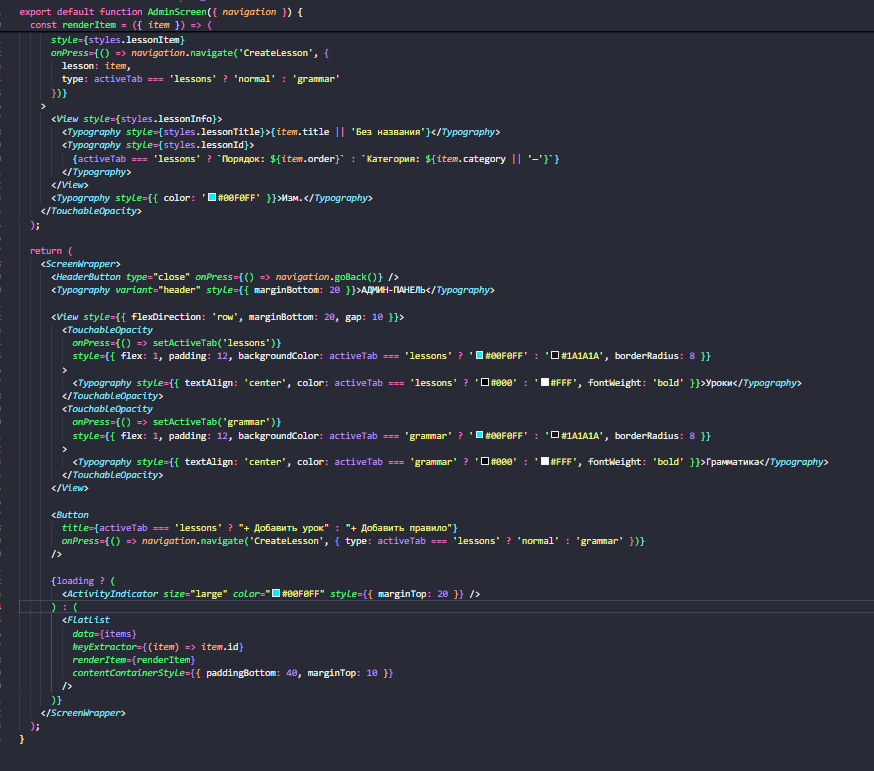 export default function AdminScreen({ navigation }) {
  const renderItem = ({ item }) => (
      style={styles.lessonItem}
      onPress={() => navigation.navigate('CreateLesson', {
        lesson: item,
        type: activeTab === 'lessons' ? 'normal' : 'grammar'
      })}
    >
      <View style={styles.lessonInfo}>
        <Typography style={styles.lessonTitle}>{item.title || 'Без названия'}</Typography>
        <Typography style={styles.lessonId}>
          {activeTab === 'lessons' ? `Порядок: ${item.order}` : `Категория: ${item.category || '—'}`}
        </Typography>
      </View>
      <Typography style={{ color: '#00F0FF' }}>Изм.</Typography>
    </TouchableOpacity>
  );
  return (
    <ScreenWrapper>
      <HeaderButton type="close" onPress={() => navigation.goBack()} />
      <Typography variant="header" style={{ marginBottom: 20 }}>АДМИН-ПАНЕЛЬ</Typography>
      <View style={{ flexDirection: 'row', marginBottom: 20, gap: 10 }}>
        <TouchableOpacity
          onPress={() => setActiveTab('lessons')}
          style={{ flex: 1, padding: 12, backgroundColor: activeTab === 'lessons' ? '#00F0FF' : '#1A1A1A', borderRadius: 8 }}
        >
          <Typography style={{ textAlign: 'center', color: activeTab === 'lessons' ? '#000' : '#FFF', fontWeight: 'bold' }}>Уроки</Typography>
        </TouchableOpacity>
        <TouchableOpacity
          onPress={() => setActiveTab('grammar')}
          style={{ flex: 1, padding: 12, backgroundColor: activeTab === 'grammar' ? '#00F0FF' : '#1A1A1A', borderRadius: 8 }}
        >
          <Typography style={{ textAlign: 'center', color: activeTab === 'grammar' ? '#000' : '#FFF', fontWeight: 'bold' }}>Грамматика</Typography>
        </TouchableOpacity>
      </View>
      <Button
        title={activeTab === 'lessons' ? "+ Добавить урок" : "+ Добавить правило"}
        onPress={() => navigation.navigate('CreateLesson', { type: activeTab === 'lessons' ? 'normal' : 'grammar' })}
      />
      {loading ? (
        <ActivityIndicator size="large" color="#00F0FF" style={{ marginTop: 20 }} />
      ) : (
        <FlatList
          data={items}
          keyExtractor={(item) => item.id}
          renderItem={renderItem}
          contentContainerStyle={{ paddingBottom: 40, marginTop: 10 }}
        />
      )}
    </ScreenWrapper>
  );
}